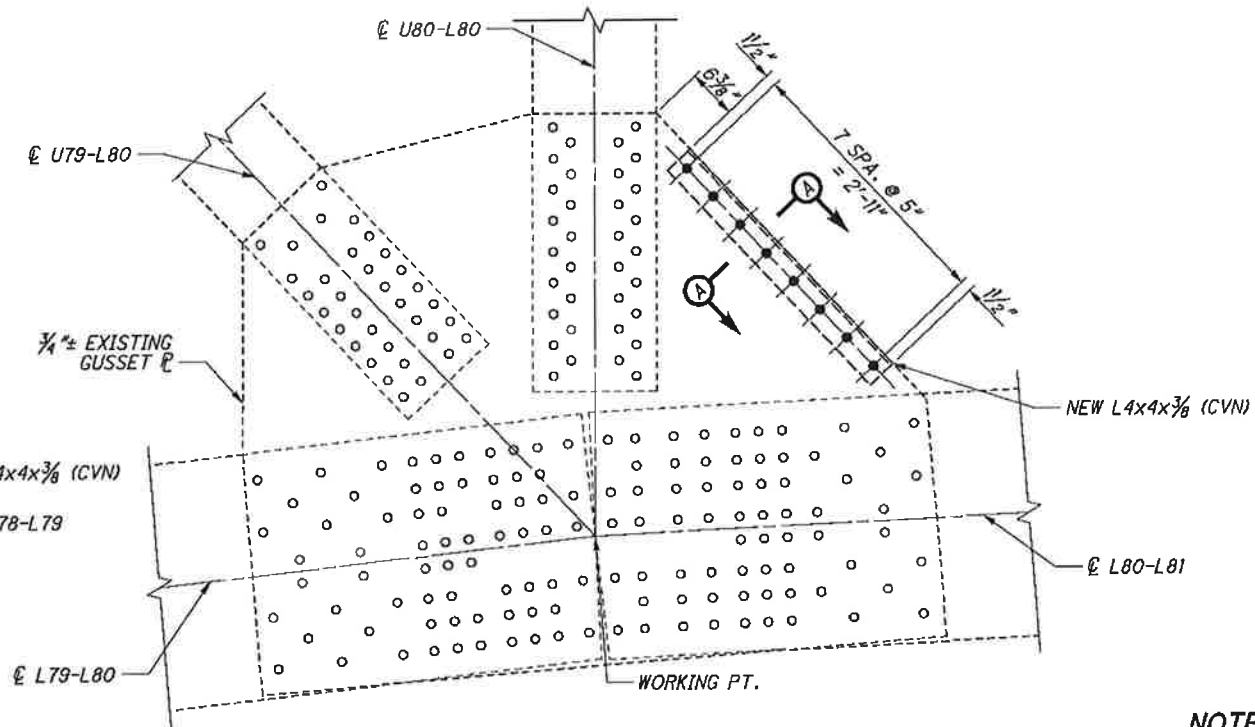 ℄ U80-L80
1½"
6⅜"
7 SPA. @ 5"
= 2'-11"
℄ U79-L80
A
A
1½"
¾"± EXISTING
GUSSET ℙL
NEW L4x4x⅜ (CVN)
4x4x⅜ (CVN)
78-L79
℄ L80-L81
℄ L79-L80
WORKING PT.
NOTE